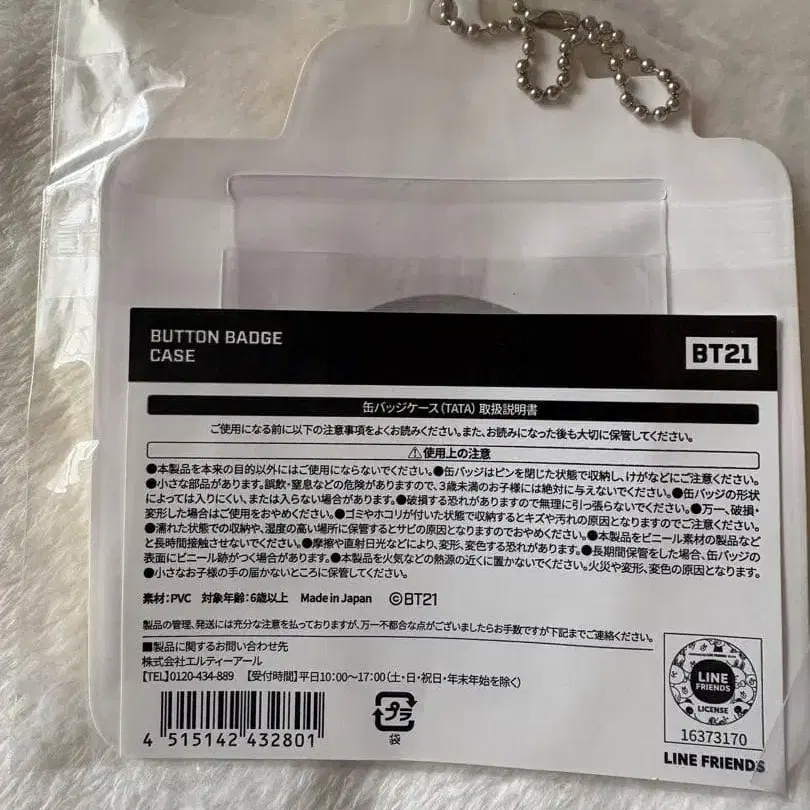 BUTTON BADGE
CASE
BT21
缶バッジケース(TATA)取扱説明書
ご使用になる前に以下の注意事項をよくお読みください。また、お読みになった後も大切に保管してください。
⚠使用上の注意
●本製品を本来の目的以外にはご使用にならないでください。●缶バッジはピンを閉じた状態で収納し、けがなどにご注意ください。
●小さな部品があります。誤飲・窒息などの危険がありますので、3歳未満のお子様には絶対に与えないでください。●缶バッジの形状
によっては入りにくい、または入らない場合があります。●破損する恐れがありますので無理に引っ張らないでください。●万一、破損・
変形した場合はご使用をおやめください。●ゴミやホコリが付いた状態で収納するとキズや汚れの原因となりますのでご注意ください。
●濡れた状態での収納や、湿度の高い場所に保管するとサビの原因となりますのでおやめください。●本製品をビニール素材の製品など
と長時間接触させないでください。●摩擦や直射日光などにより、変形、変色する恐れがあります。●長期間保管をした場合、缶バッジの
表面にビニール跡がつく場合があります。●本製品を火気などの熱源の近くに置かないでください。火災や変形、変色の原因となります。
●小さなお子様の手の届かないところに保管してください。
素材:PVC 対象年齢:6歳以上 Made in Japan ©BT21
製品の管理、発送には充分な注意を払っておりますが、万一不都合な点がございましたらお手数ですが下記までご連絡ください。
■製品に関するお問い合わせ先
株式会社エルティーアール
【TEL】0120-434-889 【受付時間】平日10:00〜17:00(土・日・祝日・年末年始を除く)
4 515142 432801
プラ
袋
LINE
FRIENDS
LICENSE
16373170
LINE FRIENDS